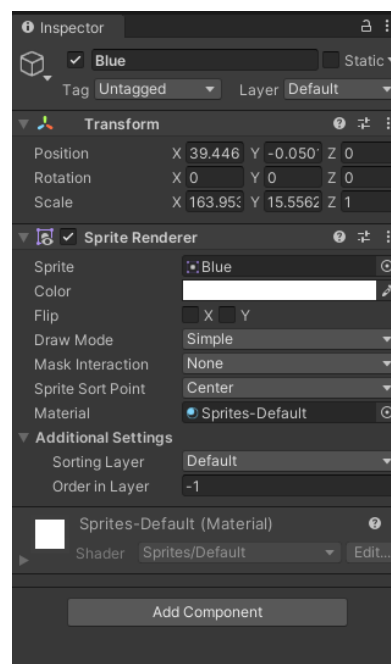 Inspector
Blue Static
Tag Untagged Layer Default
Transform
Position X 39.446 Y -0.050 Z 0
Rotation X 0 Y 0 Z 0
Scale X 163.953 Y 15.5562 Z 1
Sprite Renderer
Sprite Blue
Color
Flip X Y
Draw Mode Simple
Mask Interaction None
Sprite Sort Point Center
Material Sprites-Default
Additional Settings
Sorting Layer Default
Order in Layer -1
Sprites-Default (Material)
Shader Sprites/Default Edit...
Add Component